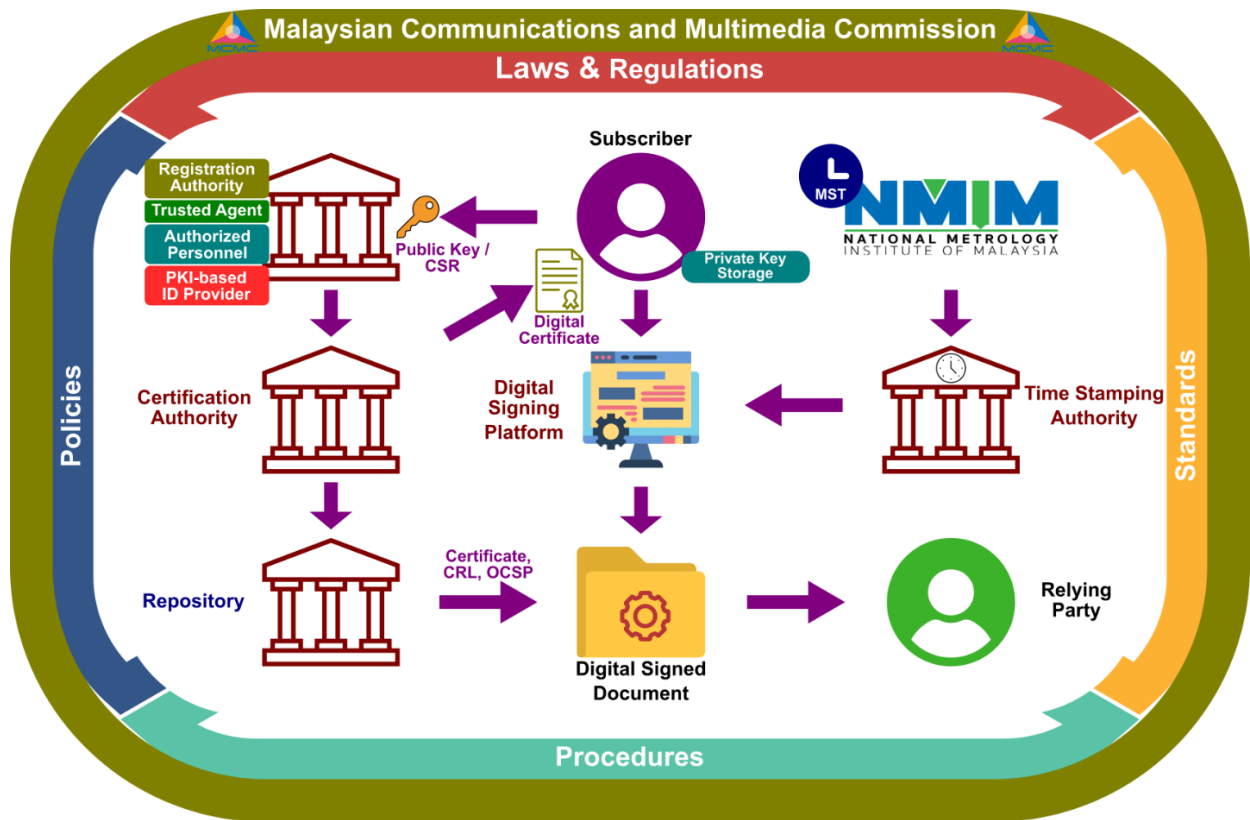 Malaysian Communications and Multimedia Commission
MCMC
MCMC
Laws & Regulations
Policies
Standards
Procedures
Registration
Authority
Trusted Agent
Authorized
Personnel
PKI-based
ID Provider
Public Key /
CSR
Subscriber
Private Key
Storage
Digital
Certificate
MST
NMIM
NATIONAL METROLOGY
INSTITUTE OF MALAYSIA
Certification
Authority
Digital
Signing
Platform
Time Stamping
Authority
Repository
Certificate,
CRL, OCSP
Digital Signed
Document
Relying
Party